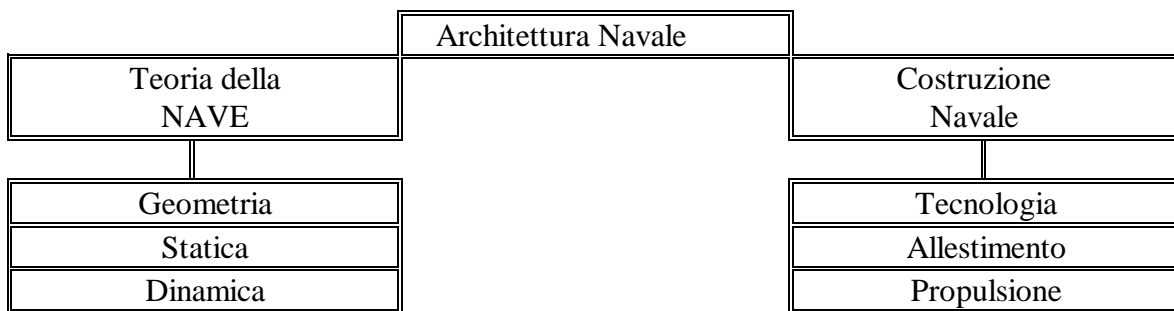 Architettura Navale
Teoria della
NAVE
Costruzione
Navale
Geometria
Statica
Dinamica
Tecnologia
Allestimento
Propulsione